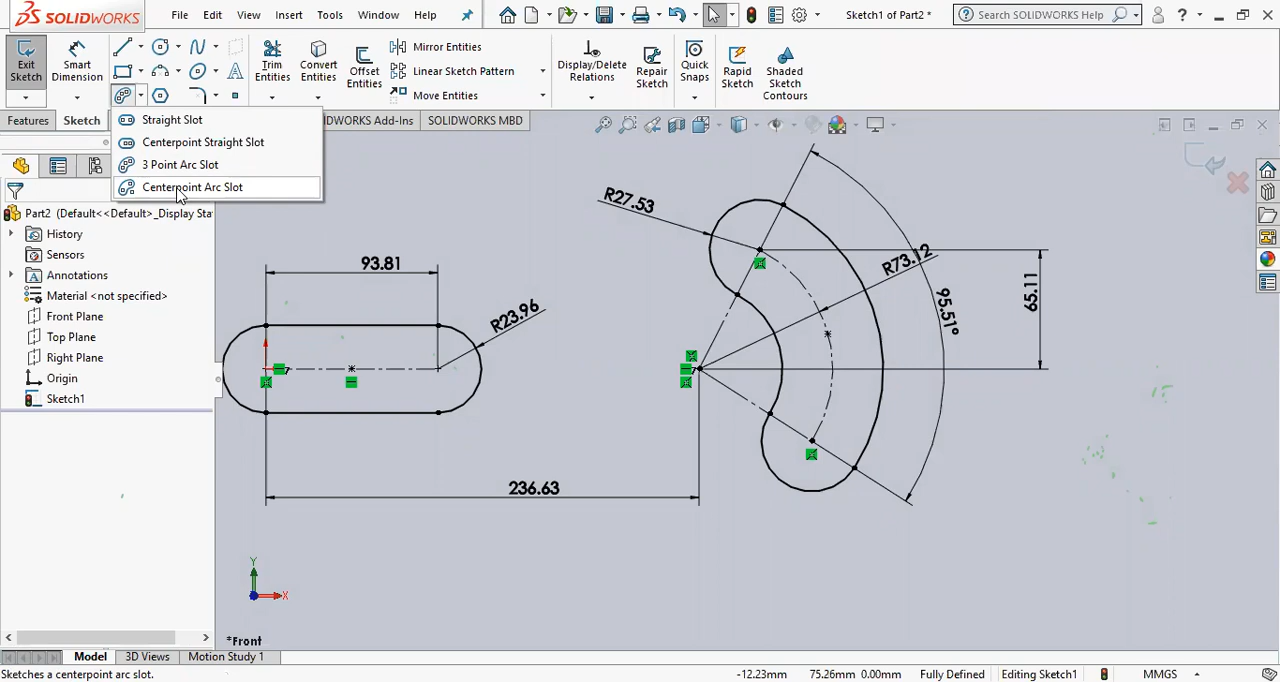 SOLIDWORKS
File
Edit
View
Insert
Tools
Window
Help
Sketch1 of Part2 *
Search SOLIDWORKS Help
?
Exit Sketch
Smart Dimension
Trim Entities
Convert Entities
Offset Entities
Mirror Entities
Linear Sketch Pattern
Move Entities
Display/Delete Relations
Repair Sketch
Quick Snaps
Rapid Sketch
Shaded Sketch Contours
Features
Sketch
IDWORKS Add-Ins
SOLIDWORKS MBD
Straight Slot
Centerpoint Straight Slot
3 Point Arc Slot
Centerpoint Arc Slot
Part2 (Default<<Default>_Display Sta
History
Sensors
Annotations
Material <not specified>
Front Plane
Top Plane
Right Plane
Origin
Sketch1
R27.53
R73.12
93.81
R23.96
65.11
95.51°
236.63
Y
X
*Front
Model
3D Views
Motion Study 1
Sketches a centerpoint arc slot.
-12.23mm
75.26mm 0.00mm
Fully Defined
Editing Sketch1
MMGS